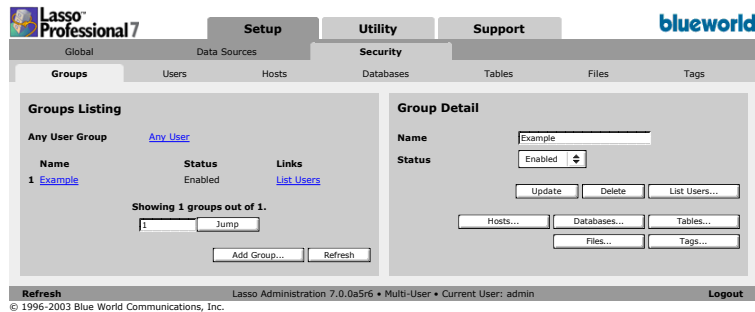 Lasso™
Professional 7
Setup Utility Support
blueworld
Global Data Sources Security
Groups Users Hosts Databases Tables Files Tags
Groups Listing
Any User Group Any User
Name Status Links
1 Example Enabled List Users
Showing 1 groups out of 1.
1 Jump
Add Group... Refresh
Group Detail
Name Example
Status Enabled
Update Delete List Users...
Hosts... Databases... Tables...
Files... Tags...
Refresh Lasso Administration 7.0.0a5r6 • Multi-User • Current User: admin Logout
© 1996-2003 Blue World Communications, Inc.